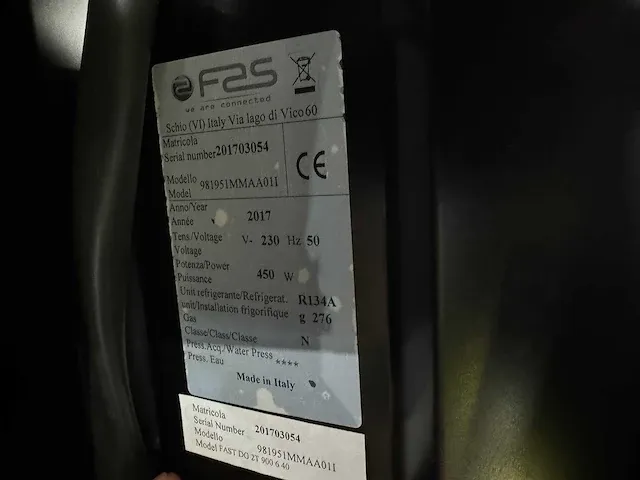 FAS
we are connected
Schio (VI) Italy Via lago di Vico 60
Matricola
Serial number 201703054
CE
Modello
Model 981951MMAA01I
Anno/Year
Année 2017
Tens/Voltage V- 230 Hz 50
Voltage
Potenza/Power 450 W
Puissance
Unit refrigerante/Refrigerat. R134A
unit/Installation frigorifique
Gas g 276
Classe/Class/Classe N
Press.Acq./Water Press ****
Press. Eau
Made in Italy
Matricola
Serial Number 201703054
Modello 981951MMAA01I
Model FAST DO 2T 900 6 40